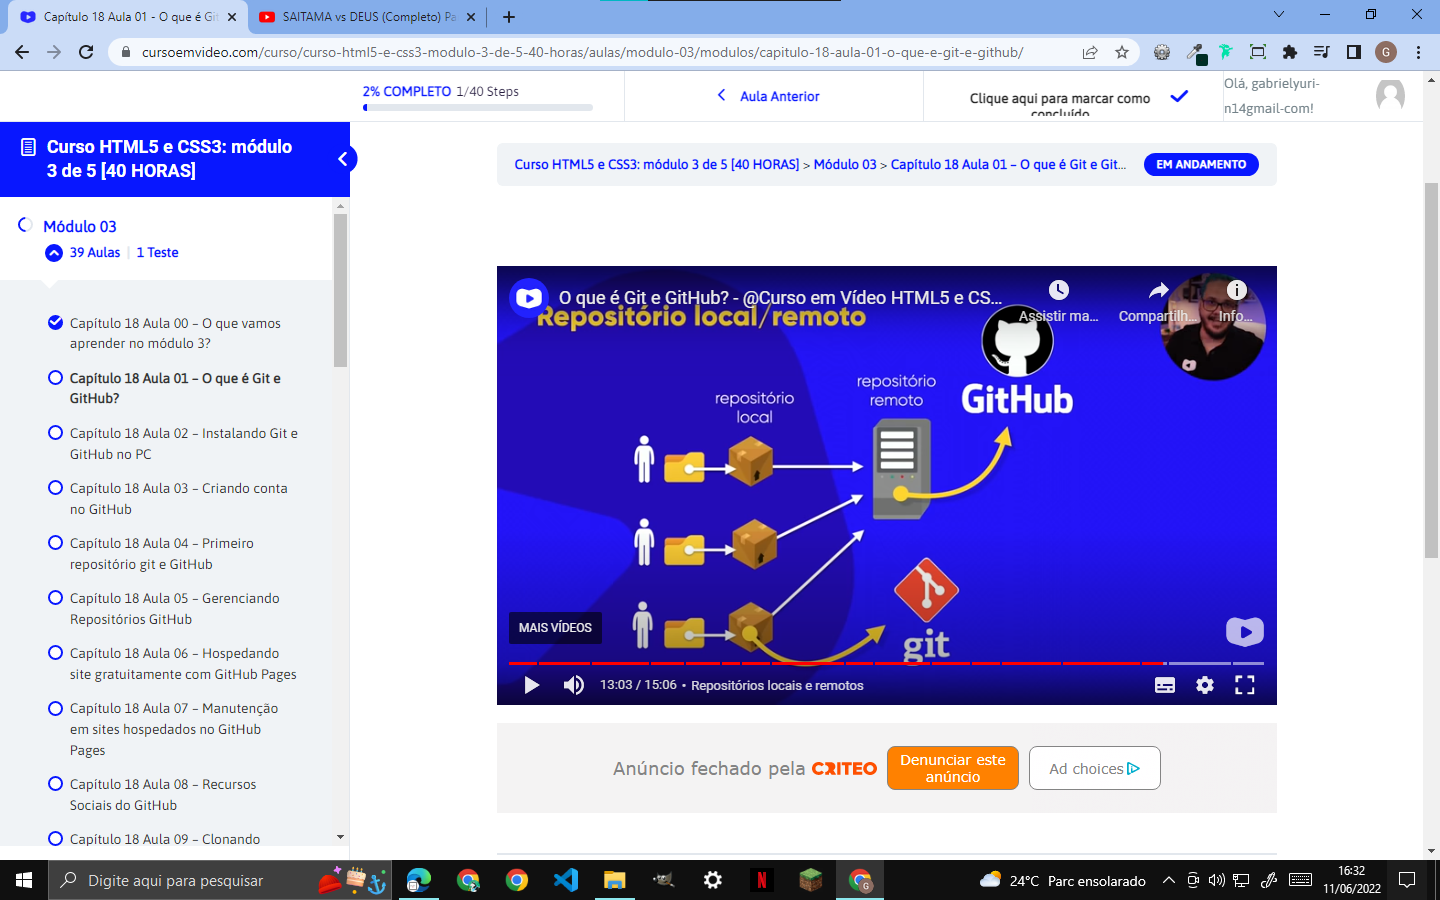 Capítulo 18 Aula 01 - O que é Git
SAITAMA vs DEUS (Completo) Pa
cursoemvideo.com/curso/curso-html5-e-css3-modulo-3-de-5-40-horas/aulas/modulo-03/modulos/capitulo-18-aula-01-o-que-e-git-e-github/
G
2% COMPLETO 1/40 Steps
Aula Anterior
Clique aqui para marcar como
concluído
Olá, gabrielyuri-
n14gmail-com!
Curso HTML5 e CSS3: módulo
3 de 5 [40 HORAS]
Curso HTML5 e CSS3: módulo 3 de 5 [40 HORAS] > Módulo 03 > Capítulo 18 Aula 01 – O que é Git e Git...
EM ANDAMENTO
Módulo 03
39 Aulas | 1 Teste
Capítulo 18 Aula 00 – O que vamos
aprender no módulo 3?
Capítulo 18 Aula 01 – O que é Git e
GitHub?
Capítulo 18 Aula 02 – Instalando Git e
GitHub no PC
Capítulo 18 Aula 03 – Criando conta
no GitHub
Capítulo 18 Aula 04 – Primeiro
repositório git e GitHub
Capítulo 18 Aula 05 – Gerenciando
Repositórios GitHub
Capítulo 18 Aula 06 – Hospedando
site gratuitamente com GitHub Pages
Capítulo 18 Aula 07 – Manutenção
em sites hospedados no GitHub
Pages
Capítulo 18 Aula 08 – Recursos
Sociais do GitHub
Capítulo 18 Aula 09 – Clonando
O que é Git e GitHub? - @Curso em Vídeo HTML5 e CS...
Assistir ma...
Compartilh...
Info...
Repositório local/remoto
repositório
local
repositório
remoto
GitHub
git
MAIS VÍDEOS
13:03 / 15:06 • Repositórios locais e remotos
Anúncio fechado pela CRITEO
Denunciar este
anúncio
Ad choices
Digite aqui para pesquisar
G
N
G
24°C Parc ensolarado
16:32
11/06/2022